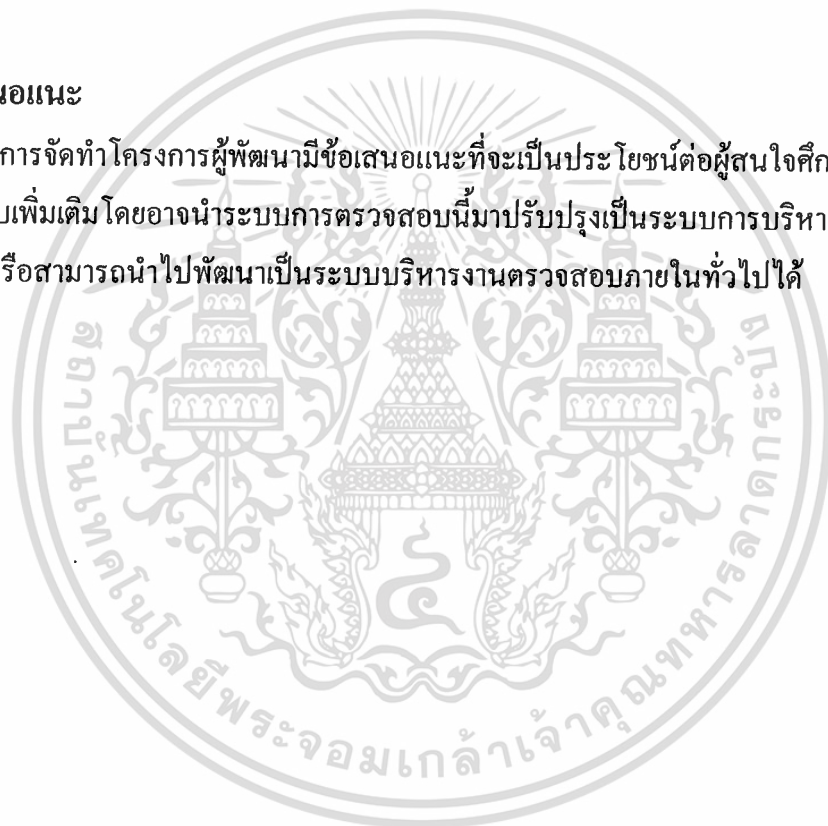 นอแนะ
การจัดทำโครงการผู้พัฒนามีข้อเสนอแนะที่จะเป็นประโยชน์ต่อผู้สนใจศึก
บเพิ่มเติมโดยอาจนำระบบการตรวจสอบนี้มาปรับปรุงเป็นระบบการบริหา
รือสามารถนำไปพัฒนาเป็นระบบบริหารงานตรวจสอบภายในทั่วไปได้
สถาบันเทคโนโลยีพระจอมเกล้าเจ้าคุณทหารลาดกระบัง